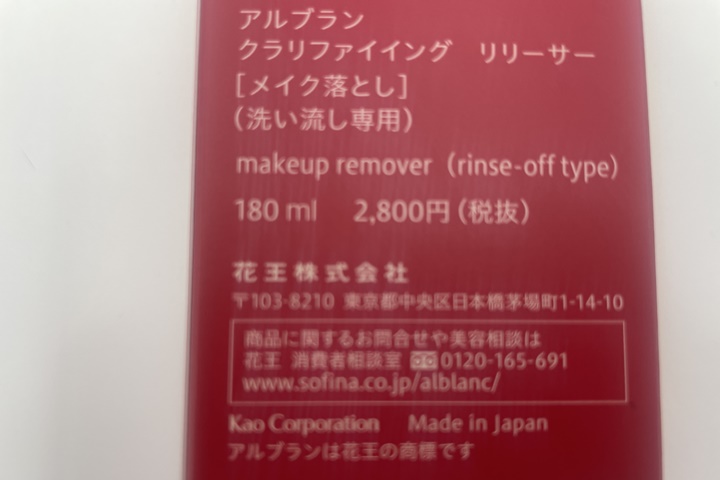 アルブラン
クラリファイイング リリーサー
[メイク落とし]
(洗い流し専用)
makeup remover (rinse-off type)
180 ml 2,800円 (税抜)
花王株式会社
〒103-8210 東京都中央区日本橋茅場町1-14-10
商品に関するお問合せや美容相談は
花王 消費者相談室 0120-165-691
www.sofina.co.jp/alblanc/
Kao Corporation Made in Japan
アルブランは花王の商標です